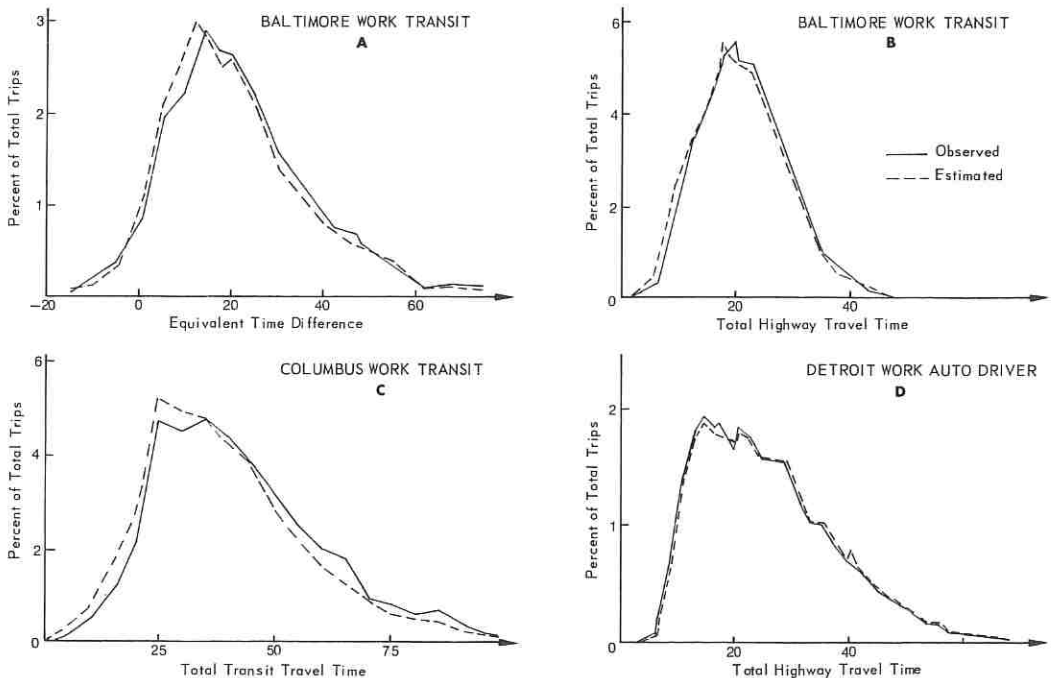 BALTIMORE WORK TRANSIT
A
Percent of Total Trips
3
2
1
−20
0
20
40
60
Equivalent Time Difference
BALTIMORE WORK TRANSIT
B
Percent of Total Trips
6
4
2
0
20
40
Observed
Estimated
Total Highway Travel Time
COLUMBUS WORK TRANSIT
C
Percent of Total Trips
6
4
2
0
25
75
Total Transit Travel Time
DETROIT WORK AUTO DRIVER
D
Percent of Total Trips
2
1
0
20
40
Total Highway Travel Time